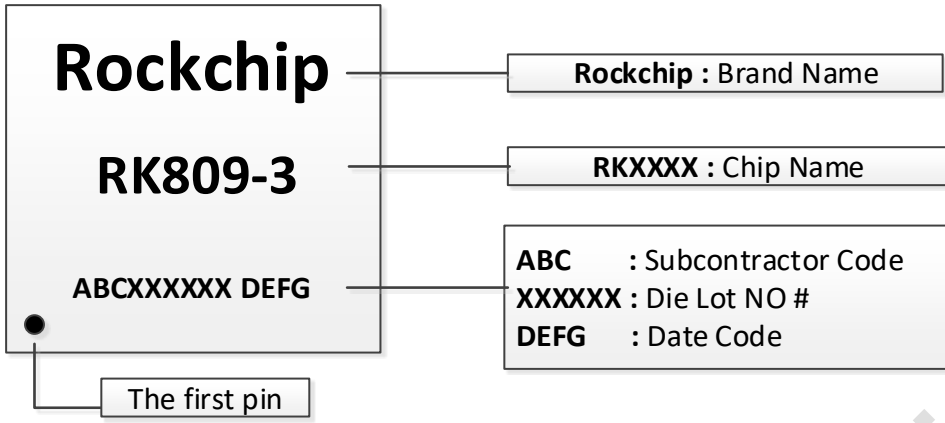 Rockchip
RK809-3
ABCXXXXXX DEFG
Rockchip : Brand Name
RKXXXX : Chip Name
ABC : Subcontractor Code
XXXXXX : Die Lot NO #
DEFG : Date Code
The first pin